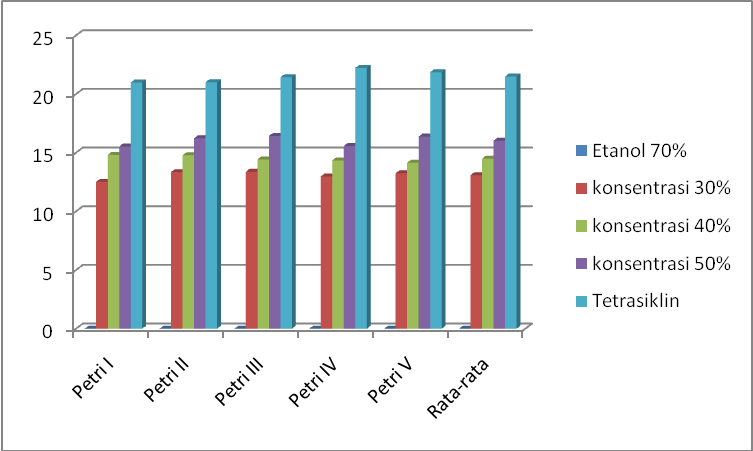 25
20
15
10
5
0
Petri I
Petri II
Petri III
Petri IV
Petri V
Rata-rata
Etanol 70%
konsentrasi 30%
konsentrasi 40%
konsentrasi 50%
Tetrasiklin